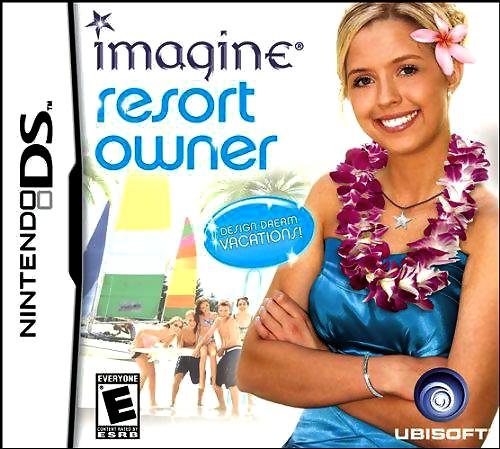 imagine®
resort
owner
DESIGN DREAM
VACATIONS!
NINTENDO DS™
EVERYONE
E
CONTENT RATED BY
ESRB
UBISOFT